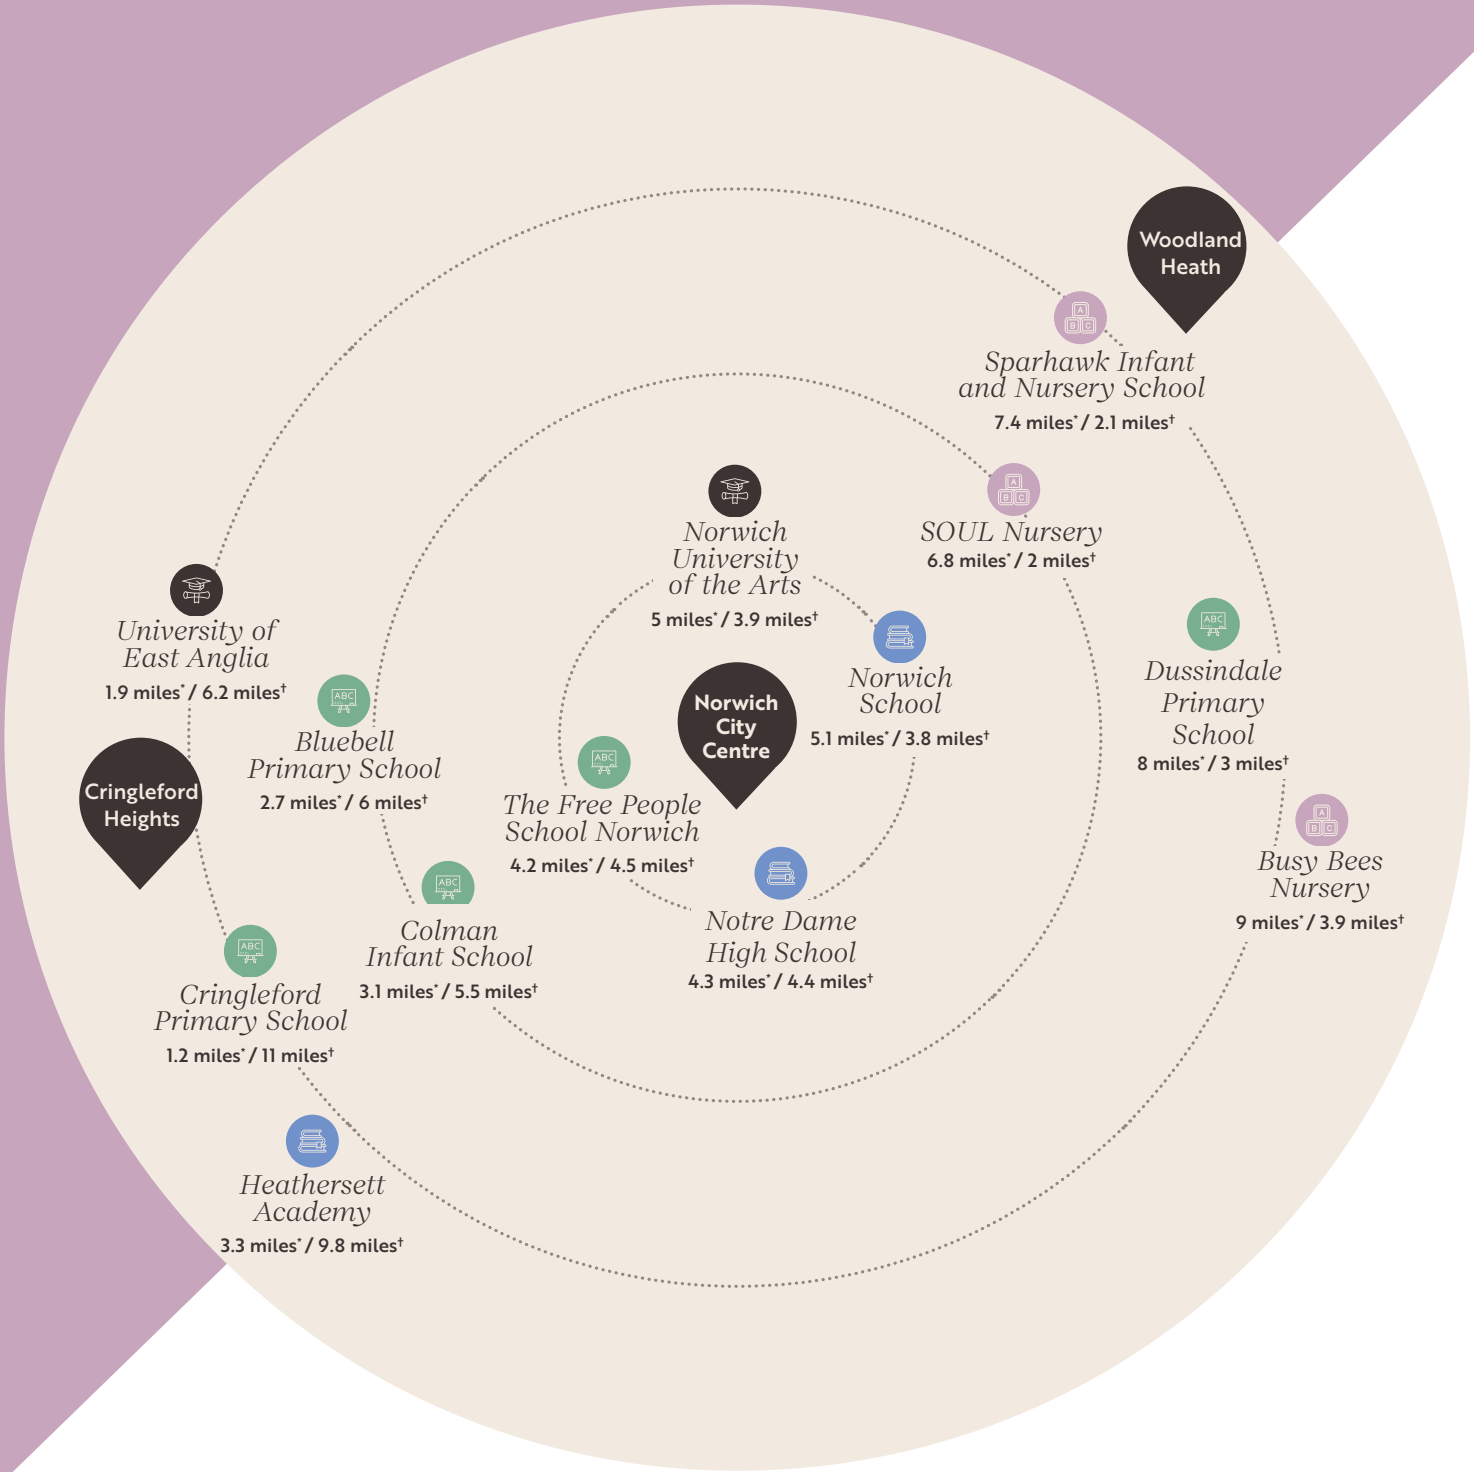 Woodland
Heath
Sparhawk Infant
and Nursery School
7.4 miles* / 2.1 miles†
SOUL Nursery
6.8 miles* / 2 miles†
Norwich
University
of the Arts
5 miles* / 3.9 miles†
University of
East Anglia
1.9 miles* / 6.2 miles†
Norwich
School
5.1 miles* / 3.8 miles†
Dussindale
Primary
School
8 miles* / 3 miles†
Norwich
City
Centre
Bluebell
Primary School
2.7 miles* / 6 miles†
Cringleford
Heights
The Free People
School Norwich
4.2 miles* / 4.5 miles†
Busy Bees
Nursery
9 miles* / 3.9 miles†
Notre Dame
High School
4.3 miles* / 4.4 miles†
Colman
Infant School
3.1 miles* / 5.5 miles†
Cringleford
Primary School
1.2 miles* / 11 miles†
Heathersett
Academy
3.3 miles* / 9.8 miles†